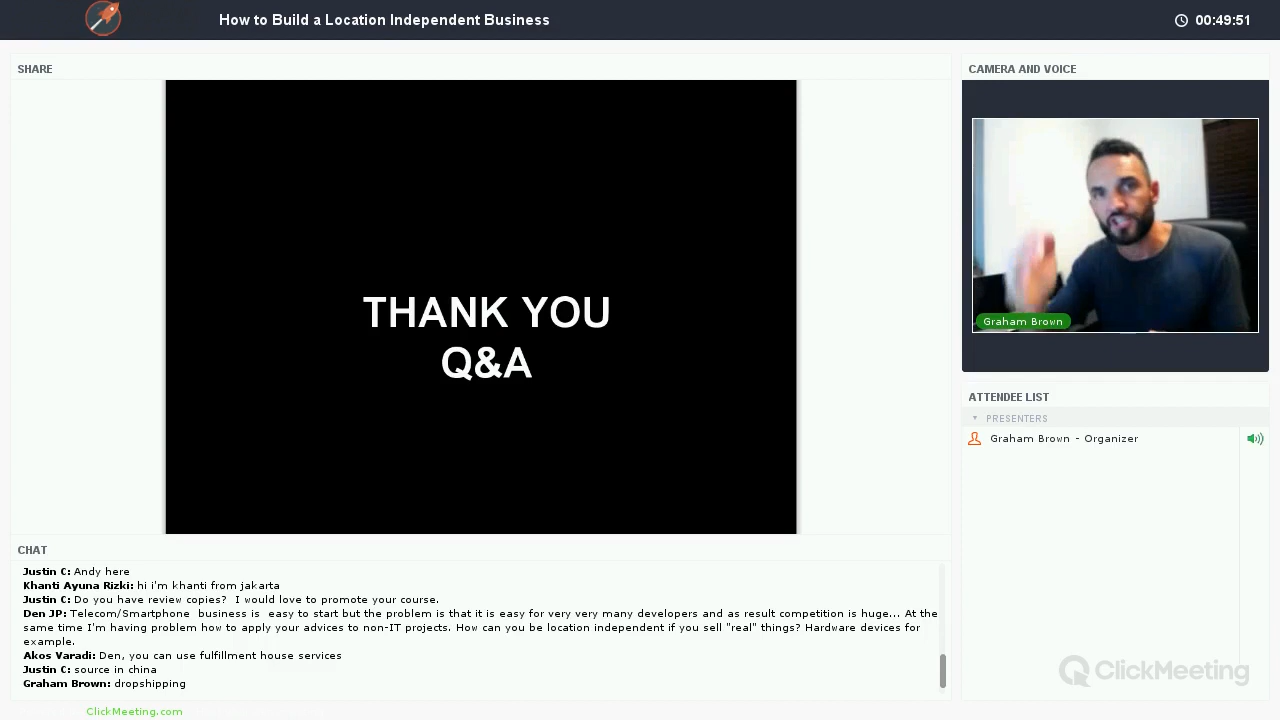 How to Build a Location Independent Business
00:49:51
SHARE
THANK YOU
Q&A
CHAT
Justin C: Andy here
Khanti Ayuna Rizki: hi i'm khanti from jakarta
Justin C: Do you have review copies?  I would love to promote your course.
Den JP: Telecom/Smartphone  business is  easy to start but the problem is that it is easy for very very many developers and as result competition is huge... At the
same time I'm having problem how to apply your advices to non-IT projects. How can you be location independent if you sell "real" things? Hardware devices for
example.
Akos Varadi: Den, you can use fulfillment house services
Justin C: source in china
Graham Brown: dropshipping
ClickMeeting.com
CAMERA AND VOICE
Graham Brown
ATTENDEE LIST
PRESENTERS
Graham Brown - Organizer
ClickMeeting